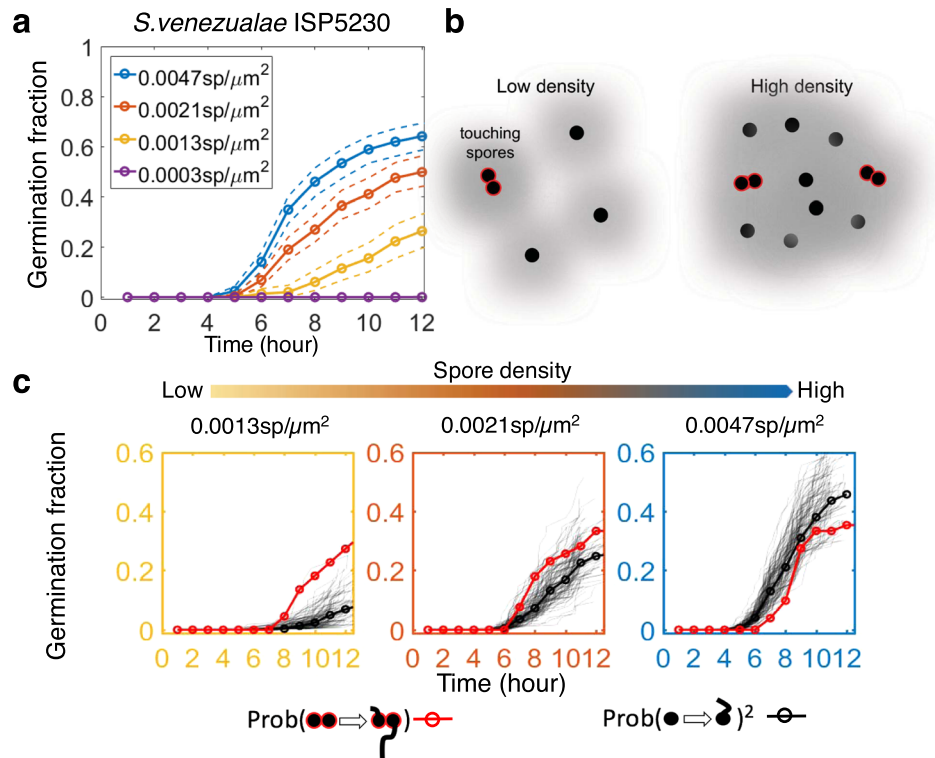 a
S.venezualae ISP5230
Germination fraction
1
0.8
0.6
0.4
0.2
0
0.0047sp/μm²
0.0021sp/μm²
0.0013sp/μm²
0.0003sp/μm²
0 2 4 6 8 10 12
Time (hour)
b
Low density
touching
spores
High density
c
Spore density
Low
High
0.0013sp/μm²
0.0021sp/μm²
0.0047sp/μm²
Germination fraction
0.6
0.4
0.2
0
0 2 4 6 8 1012
0.6
0.4
0.2
0
0 2 4 6 8 1012
0.6
0.4
0.2
0
0 2 4 6 8 1012
Time (hour)
Prob( ⇨ )
Prob( ⇨ )²